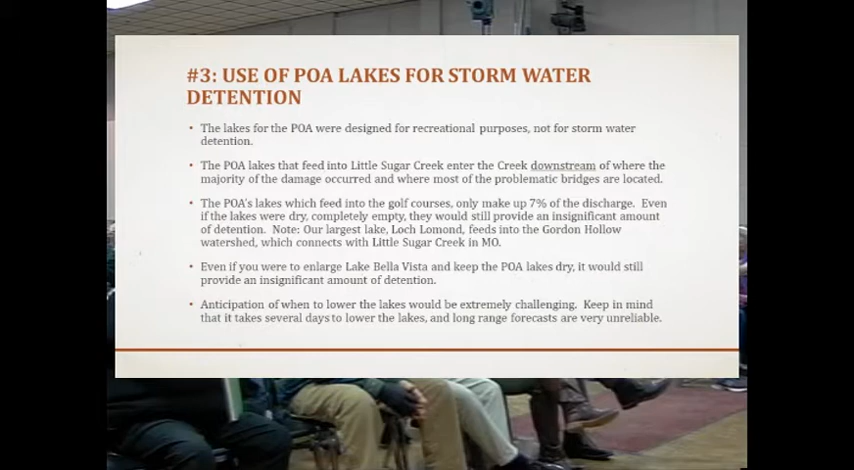 #3: USE OF POA LAKES FOR STORM WATER
DETENTION
• The lakes for the POA were designed for recreational purposes, not for storm water
detention.
• The POA lakes that feed into Little Sugar Creek enter the Creek downstream of where the
majority of the damage occurred and where most of the problematic bridges are located.
• The POA's lakes which feed into the golf courses, only make up 7% of the discharge. Even
if the lakes were dry, completely empty, they would still provide an insignificant amount
of detention. Note: Our largest lake, Loch Lomond, feeds into the Gordon Hollow
watershed, which connects with Little Sugar Creek in MO.
• Even if you were to enlarge Lake Bella Vista and keep the POA lakes dry, it would still
provide an insignificant amount of detention.
• Anticipation of when to lower the lakes would be extremely challenging. Keep in mind
that it takes several days to lower the lakes, and long range forecasts are very unreliable.